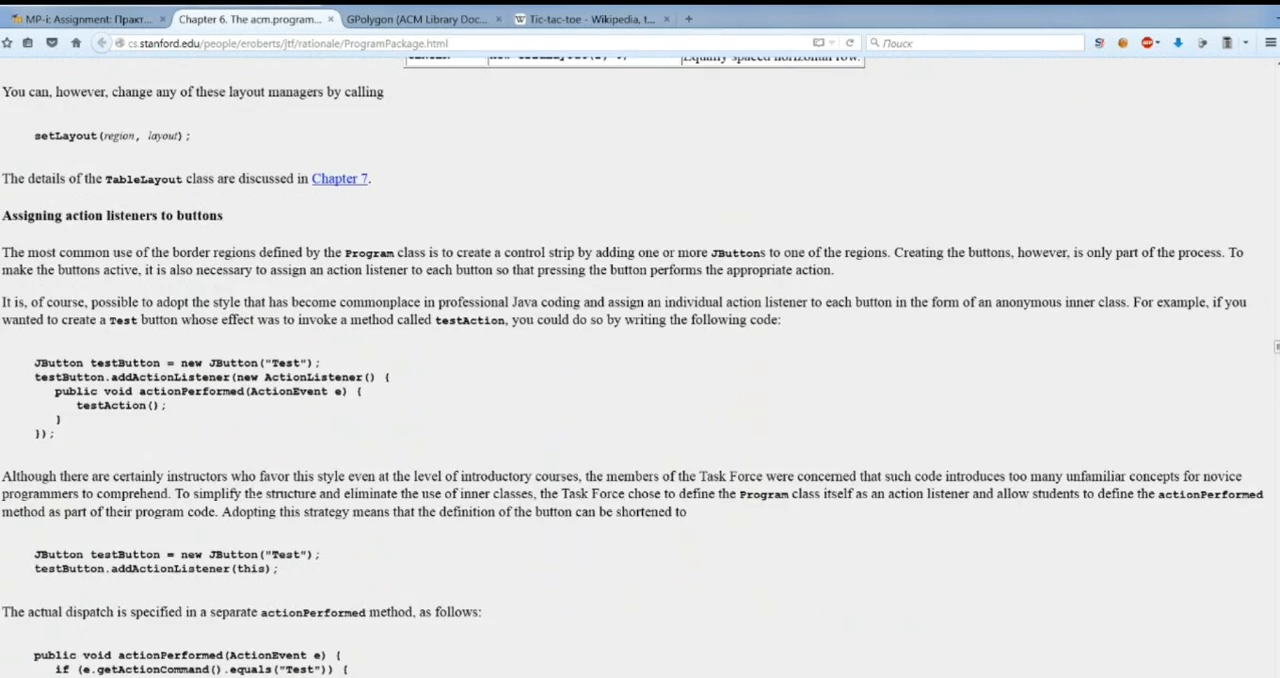 MP-i: Assignment: Практ...
Chapter 6. The acm.program...
GPolygon (ACM Library Doc...
Tic-tac-toe - Wikipedia, t...
cs.stanford.edu/people/eroberts/jtf/rationale/ProgramPackage.html
Поиск
Equally spaced horizontal row.
You can, however, change any of these layout managers by calling
setLayout(region, layout);
The details of the TableLayout class are discussed in Chapter 7.
Assigning action listeners to buttons
The most common use of the border regions defined by the Program class is to create a control strip by adding one or more JButtons to one of the regions. Creating the buttons, however, is only part of the process. To
make the buttons active, it is also necessary to assign an action listener to each button so that pressing the button performs the appropriate action.
It is, of course, possible to adopt the style that has become commonplace in professional Java coding and assign an individual action listener to each button in the form of an anonymous inner class. For example, if you
wanted to create a Test button whose effect was to invoke a method called testAction, you could do so by writing the following code:
JButton testButton = new JButton("Test");
testButton.addActionListener(new ActionListener() {
public void actionPerformed(ActionEvent e) {
testAction();
}
});
Although there are certainly instructors who favor this style even at the level of introductory courses, the members of the Task Force were concerned that such code introduces too many unfamiliar concepts for novice
programmers to comprehend. To simplify the structure and eliminate the use of inner classes, the Task Force chose to define the Program class itself as an action listener and allow students to define the actionPerformed
method as part of their program code. Adopting this strategy means that the definition of the button can be shortened to
JButton testButton = new JButton("Test");
testButton.addActionListener(this);
The actual dispatch is specified in a separate actionPerformed method, as follows:
public void actionPerformed(ActionEvent e) {
if (e.getActionCommand().equals("Test")) {